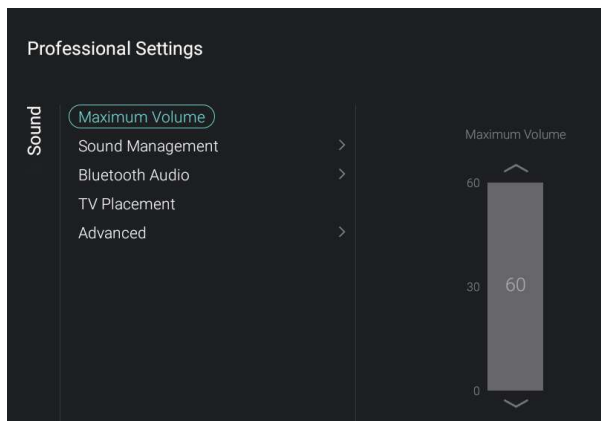 Professional Settings
Sound
Maximum Volume
Sound Management
Bluetooth Audio
TV Placement
Advanced
Maximum Volume
60
30
60
0